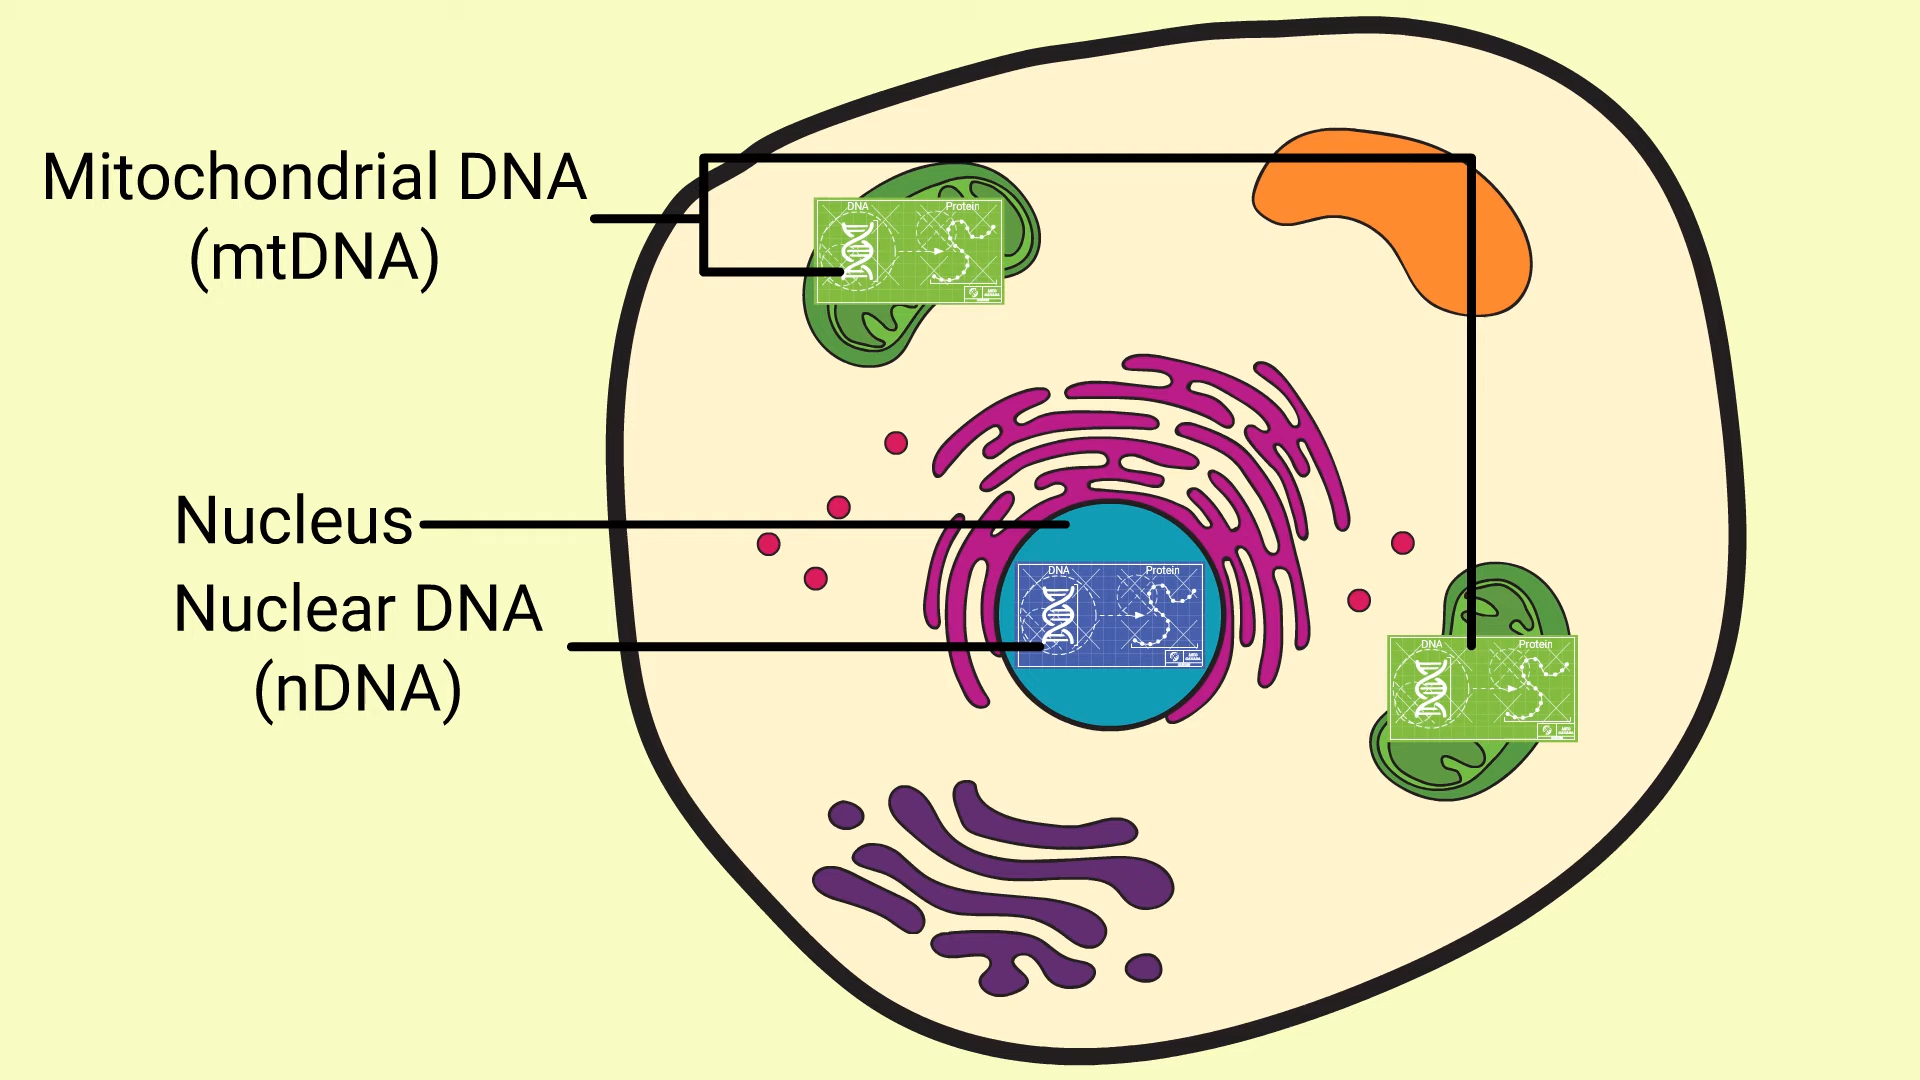 Mitochondrial DNA
(mtDNA)
DNA Protein
Nucleus
Nuclear DNA
(nDNA)
DNA Protein
DNA Protein